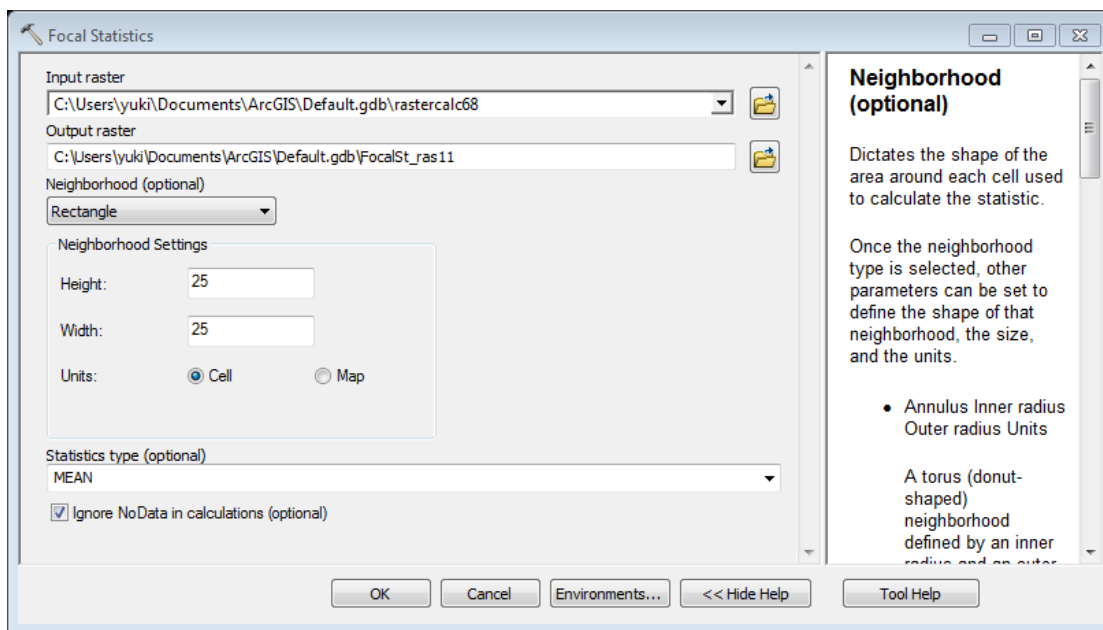 Focal Statistics
Input raster
C:\Users\yuki\Documents\ArcGIS\Default.gdb\rastercalc68
Output raster
C:\Users\yuki\Documents\ArcGIS\Default.gdb\FocalSt_ras11
Neighborhood (optional)
Rectangle
Neighborhood Settings
Height: 25
Width: 25
Units: Cell Map
Statistics type (optional)
MEAN
Ignore NoData in calculations (optional)
Neighborhood
(optional)
Dictates the shape of the
area around each cell used
to calculate the statistic.
Once the neighborhood
type is selected, other
parameters can be set to
define the shape of that
neighborhood, the size,
and the units.
• Annulus Inner radius
Outer radius Units
A torus (donut-
shaped)
neighborhood
defined by an inner
radius and an outer
OK Cancel Environments... << Hide Help Tool Help